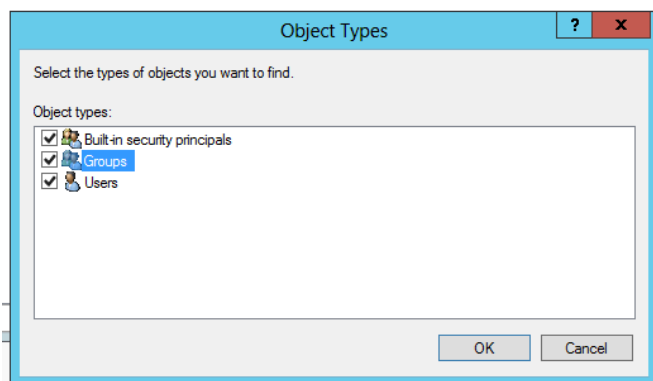 Object Types
?
x
Select the types of objects you want to find.
Object types:
Built-in security principals
Groups
Users
OK
Cancel